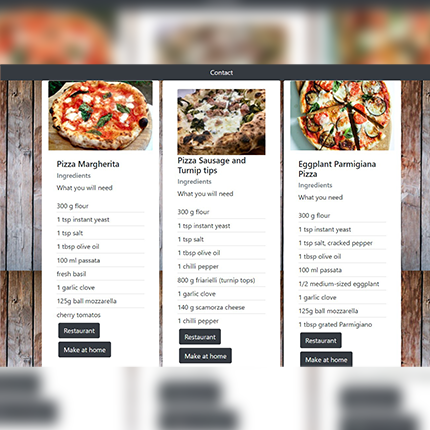 Contact
Pizza Margherita
Ingredients
What you will need
300 g flour
1 tsp instant yeast
1 tsp salt
1 tbsp olive oil
100 ml passata
fresh basil
1 garlic clove
125g ball mozzarella
cherry tomatos
Restaurant
Make at home
Pizza Sausage and
Turnip tips
Ingredients
What you will need
300 g flour
1 tsp instant yeast
1 tsp salt
1 tbsp olive oil
1 chilli pepper
800 g friarielli (turnip tops)
1 garlic clove
140 g scamorza cheese
1 chilli pepper
Restaurant
Make at home
Eggplant Parmigiana
Pizza
Ingredients
What you will need
300 g flour
1 tsp instant yeast
1 tsp salt, cracked pepper
1 tbsp olive oil
100 ml passata
1/2 medium-sized eggplant
1 garlic clove
125g ball mozzarella
1 tbsp grated Parmigiano
Restaurant
Make at home